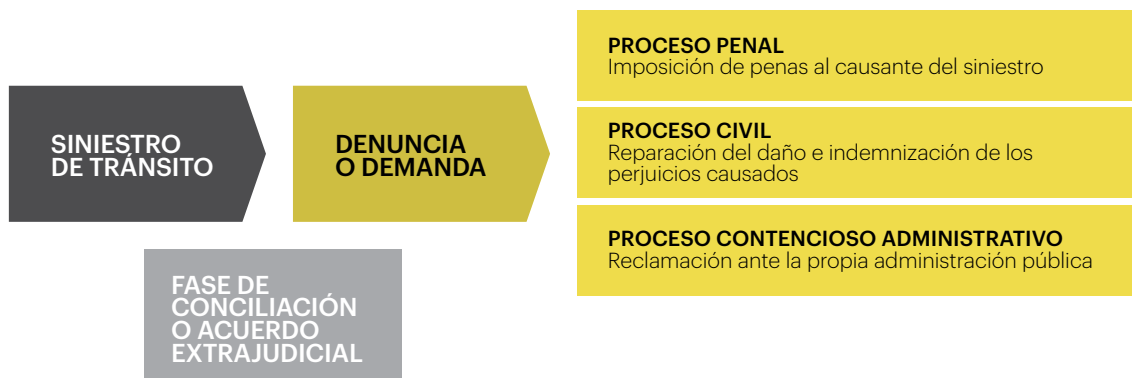 SINIESTRO
DE TRÁNSITO
DENUNCIA
O DEMANDA
FASE DE
CONCILIACIÓN
O ACUERDO
EXTRAJUDICIAL
PROCESO PENAL
Imposición de penas al causante del siniestro
PROCESO CIVIL
Reparación del daño e indemnización de los
perjuicios causados
PROCESO CONTENCIOSO ADMINISTRATIVO
Reclamación ante la propia administración pública